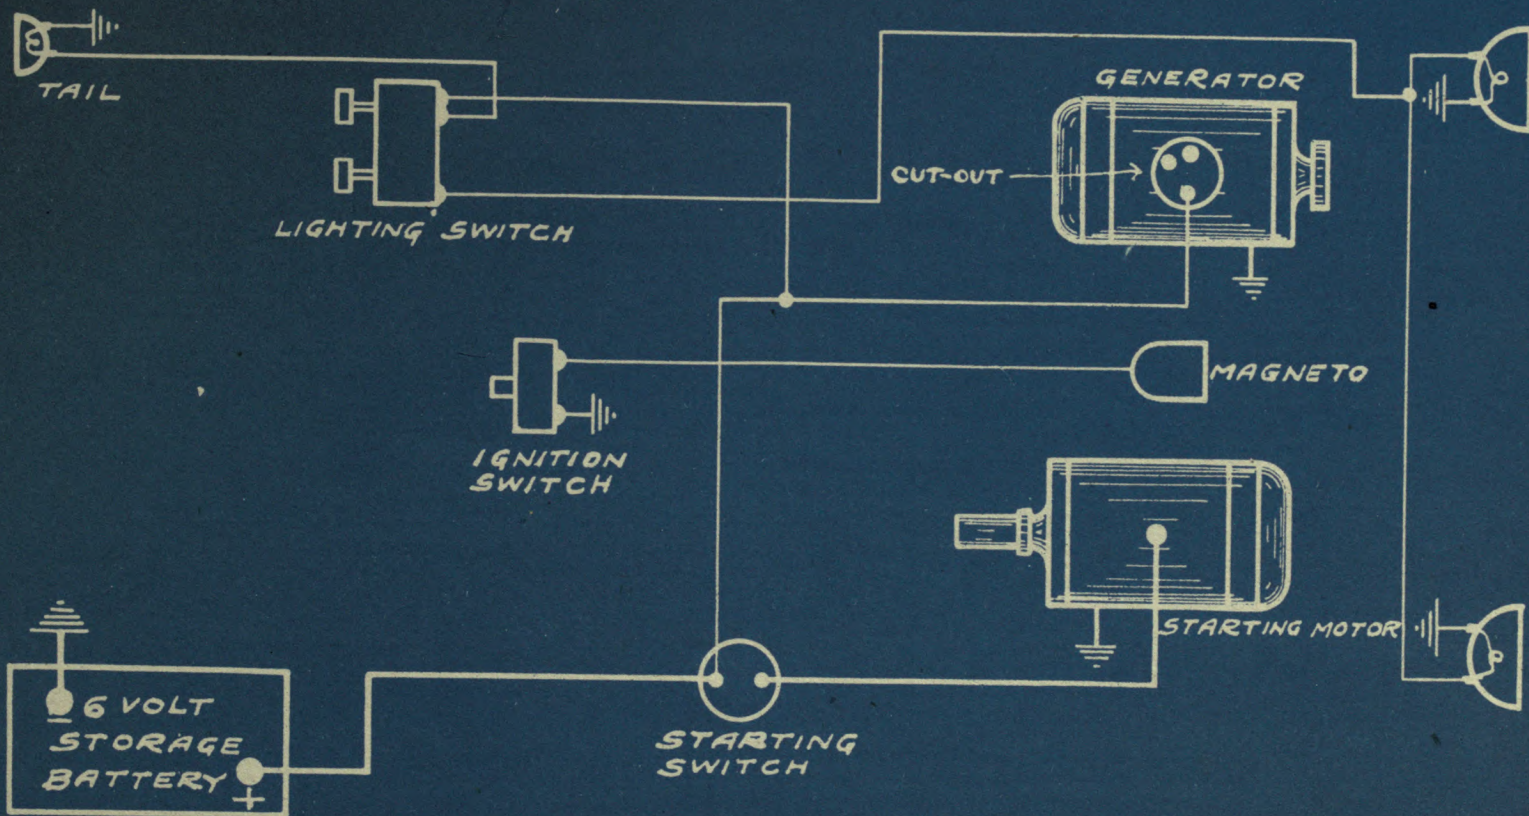 TAIL
GENERATOR
CUT-OUT
LIGHTING SWITCH
MAGNETO
IGNITION
SWITCH
STARTING MOTOR
- 6 VOLT
STORAGE
BATTERY
+
STARTING
SWITCH